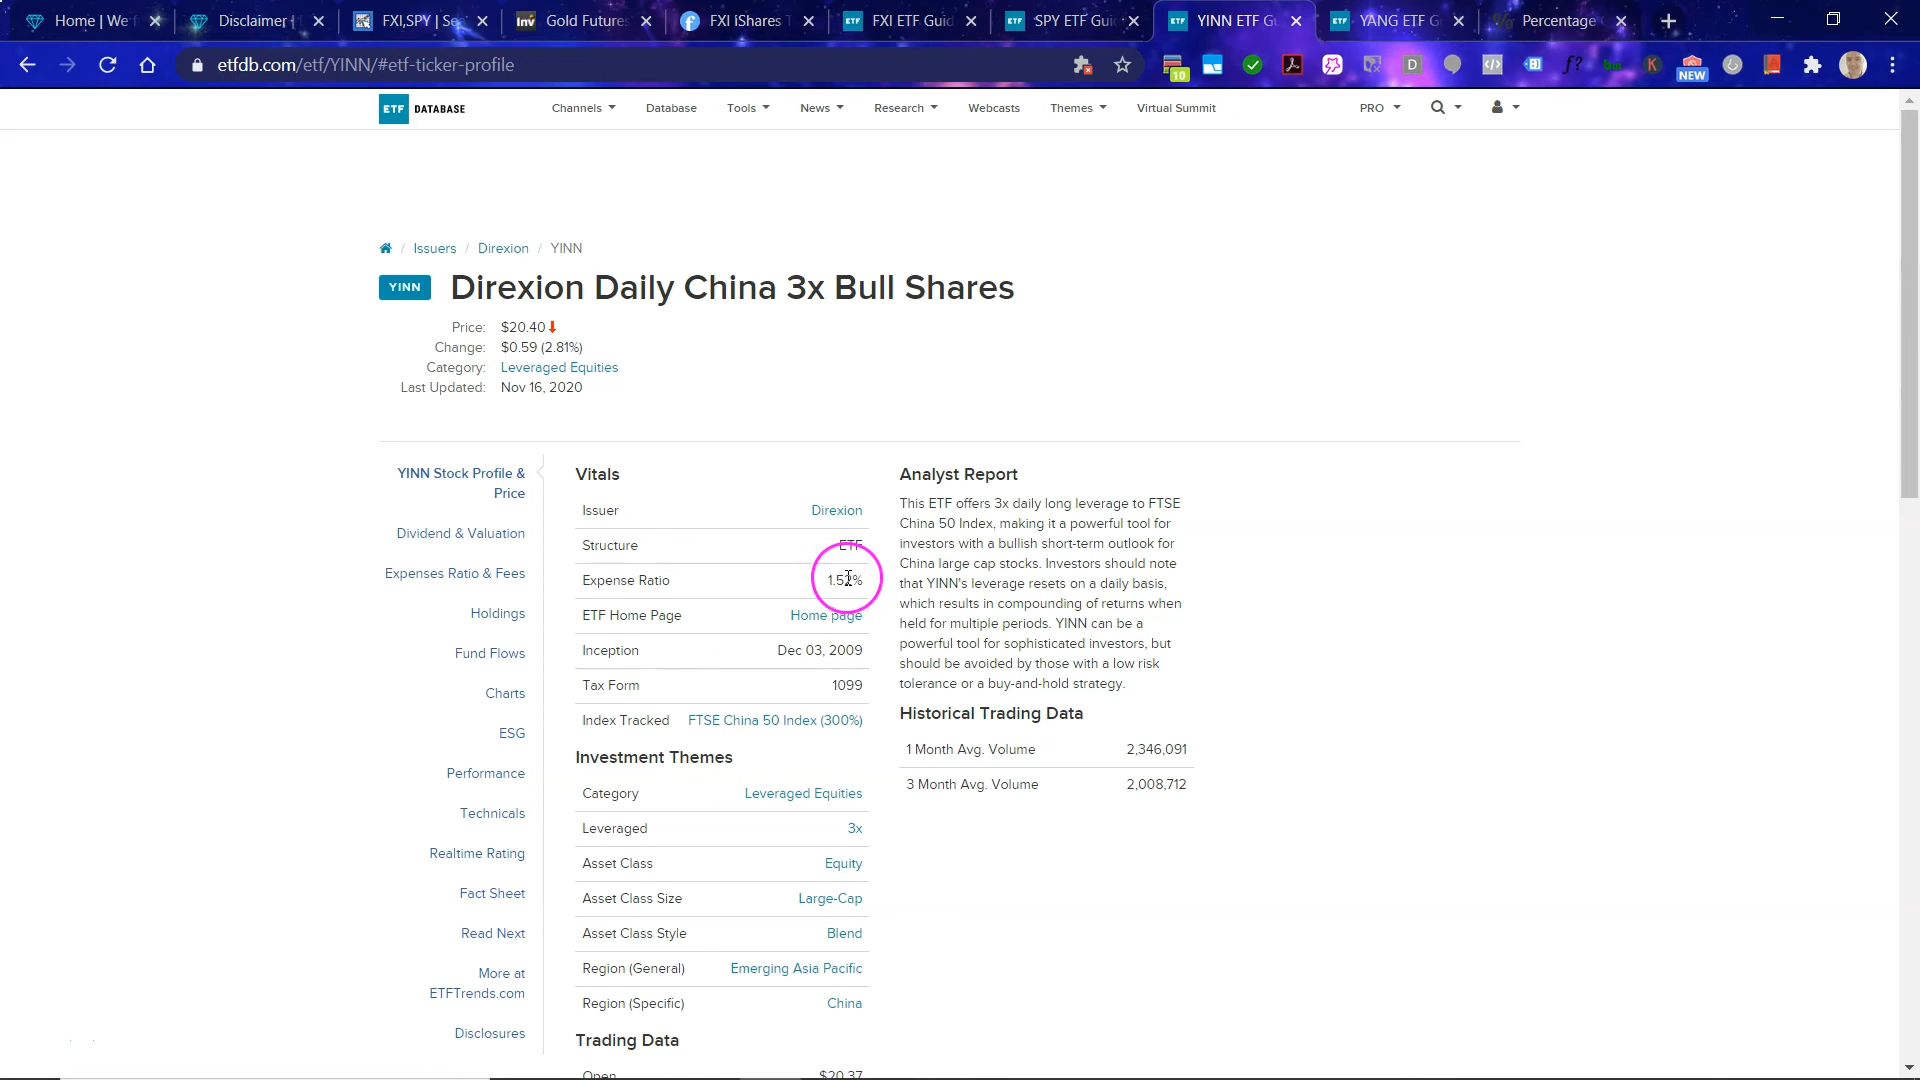 Home | We
Disclaimer |
FXI,SPY | Se
Inv Gold Future
FXI iShares T
ETF FXI ETF Guid
ETF SPY ETF Gui
ETF YINN ETF G
ETF YANG ETF G
Percentage
etfdb.com/etf/YINN/#etf-ticker-profile
10
D
f?
K
NEW
ETF DATABASE
Channels
Database
Tools
News
Research
Webcasts
Themes
Virtual Summit
PRO
/ Issuers / Direxion / YINN
YINN Direxion Daily China 3x Bull Shares
Price: $20.40
Change: $0.59 (2.81%)
Category: Leveraged Equities
Last Updated: Nov 16, 2020
YINN Stock Profile &
Price
Dividend & Valuation
Expenses Ratio & Fees
Holdings
Fund Flows
Charts
ESG
Performance
Technicals
Realtime Rating
Fact Sheet
Read Next
More at
ETFTrends.com
Disclosures
Vitals
Issuer Direxion
Structure ETF
Expense Ratio 1.52%
ETF Home Page Home page
Inception Dec 03, 2009
Tax Form 1099
Index Tracked FTSE China 50 Index (300%)
Investment Themes
Category Leveraged Equities
Leveraged 3x
Asset Class Equity
Asset Class Size Large-Cap
Asset Class Style Blend
Region (General) Emerging Asia Pacific
Region (Specific) China
Trading Data
Open $20.37
Analyst Report
This ETF offers 3x daily long leverage to FTSE
China 50 Index, making it a powerful tool for
investors with a bullish short-term outlook for
China large cap stocks. Investors should note
that YINN's leverage resets on a daily basis,
which results in compounding of returns when
held for multiple periods. YINN can be a
powerful tool for sophisticated investors, but
should be avoided by those with a low risk
tolerance or a buy-and-hold strategy.
Historical Trading Data
1 Month Avg. Volume 2,346,091
3 Month Avg. Volume 2,008,712